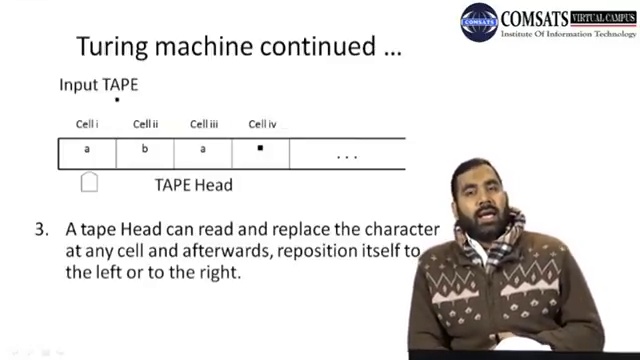 COMSATS VIRTUAL CAMPUS
Institute Of Information Technology
Turing machine continued ...
Input TAPE
Cell i Cell ii Cell iii Cell iv
a b a ■ ...
TAPE Head
3. A tape Head can read and replace the character
at any cell and afterwards, reposition itself to
the left or to the right.